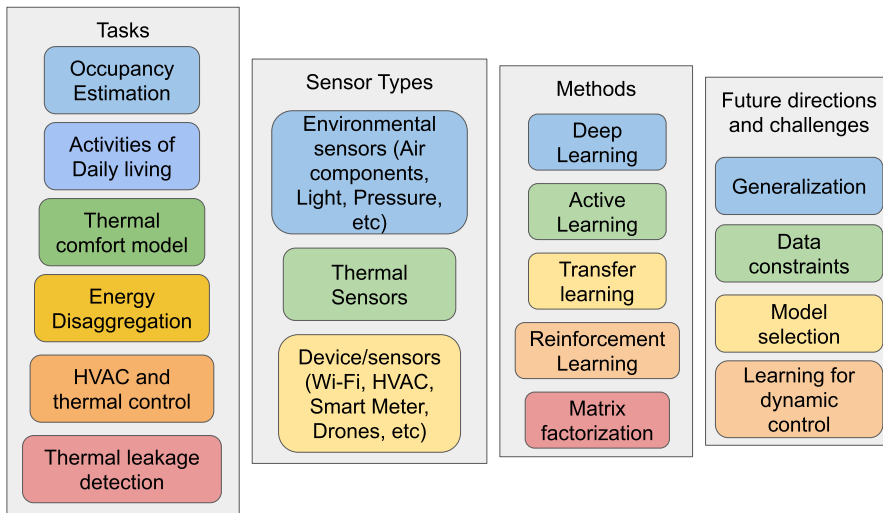 Tasks
Occupancy
Estimation
Activities of
Daily living
Thermal
comfort model
Energy
Disaggregation
HVAC and
thermal control
Thermal leakage
detection
Sensor Types
Environmental
sensors (Air
components,
Light, Pressure,
etc)
Thermal
Sensors
Device/sensors
(Wi-Fi, HVAC,
Smart Meter,
Drones, etc)
Methods
Deep
Learning
Active
Learning
Transfer
learning
Reinforcement
Learning
Matrix
factorization
Future directions
and challenges
Generalization
Data
constraints
Model
selection
Learning for
dynamic
control